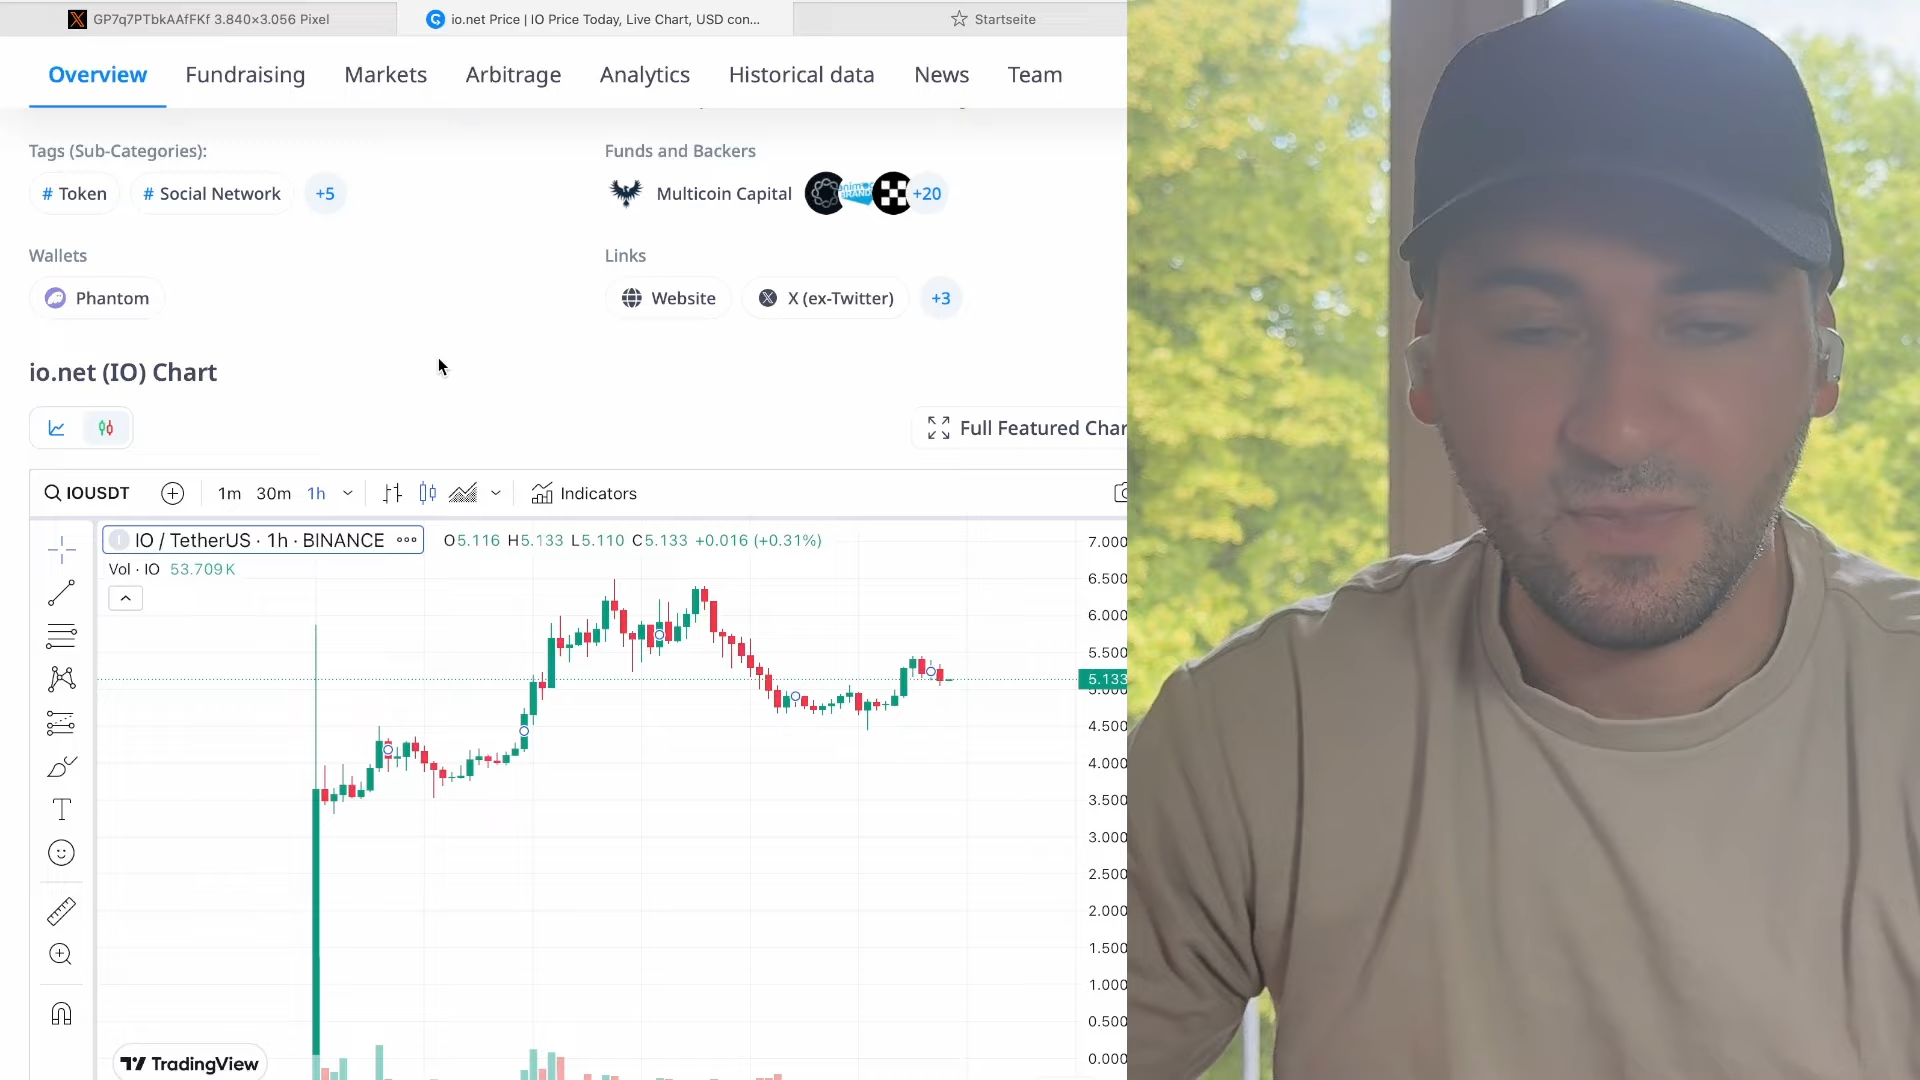 GP7q7PTbkAAfFKf 3.840×3.056 Pixel
io.net Price | IO Price Today, Live Chart, USD con...
Startseite
Overview Fundraising Markets Arbitrage Analytics Historical data News Team
Tags (Sub-Categories):
# Token # Social Network +5
Funds and Backers
Multicoin Capital +20
Wallets
Phantom
Links
Website X (ex-Twitter) +3
io.net (IO) Chart
Full Featured Char
IOUSDT 1m 30m 1h Indicators
IO / TetherUS · 1h · BINANCE O5.116 H5.133 L5.110 C5.133 +0.016 (+0.31%)
Vol · IO 53.709K
7.000
6.500
6.000
5.500
5.133
5.000
4.500
4.000
3.500
3.000
2.500
2.000
1.500
1.000
0.500
0.000
TradingView